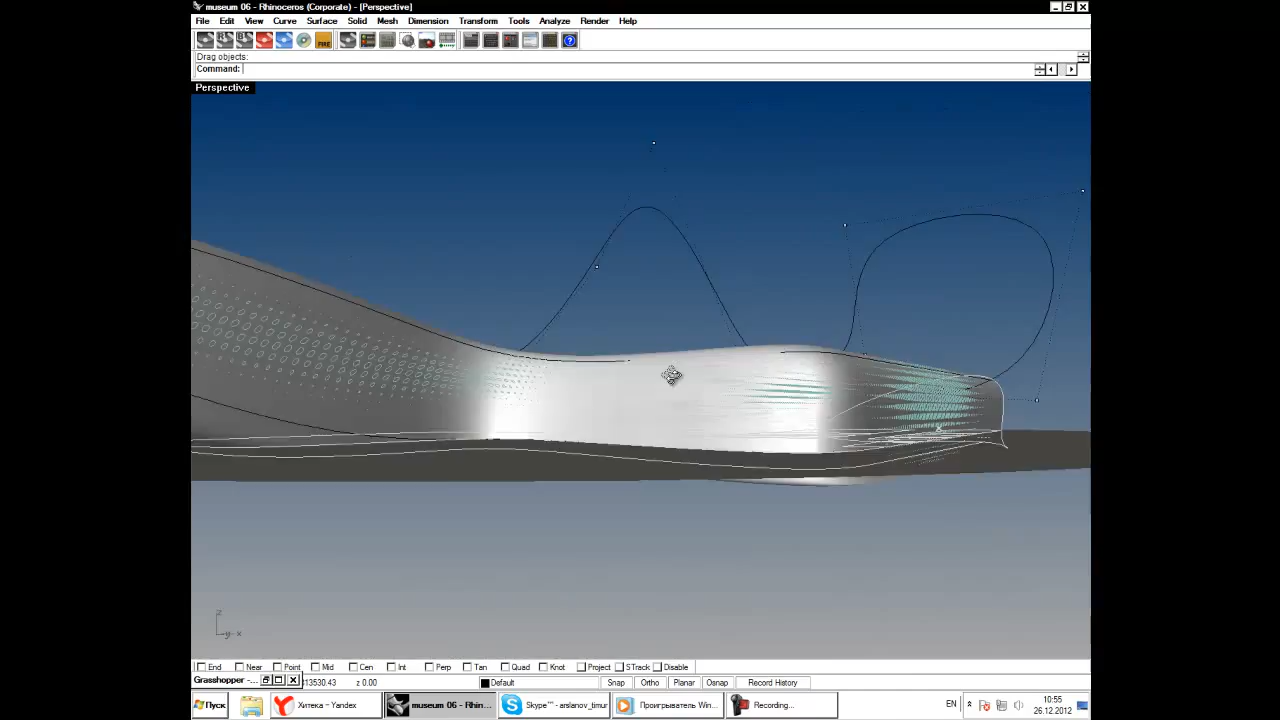 museum 06 - Rhinoceros (Corporate) - [Perspective]
File Edit View Curve Surface Solid Mesh Dimension Transform Tools Analyze Render Help
Drag objects:
Command:
Perspective
z
y-x
End Near Point Mid Cen Int Perp Tan Quad Knot Project STrack Disable
Grasshopper -... 13530.43 z 0.00 Default Snap Ortho Planar Osnap Record History
Пуск Хитека – Yandex museum 06 - Rhin... Skype™ - arslanov_timur Проигрыватель Win... Recording... EN 10:55
26.12.2012